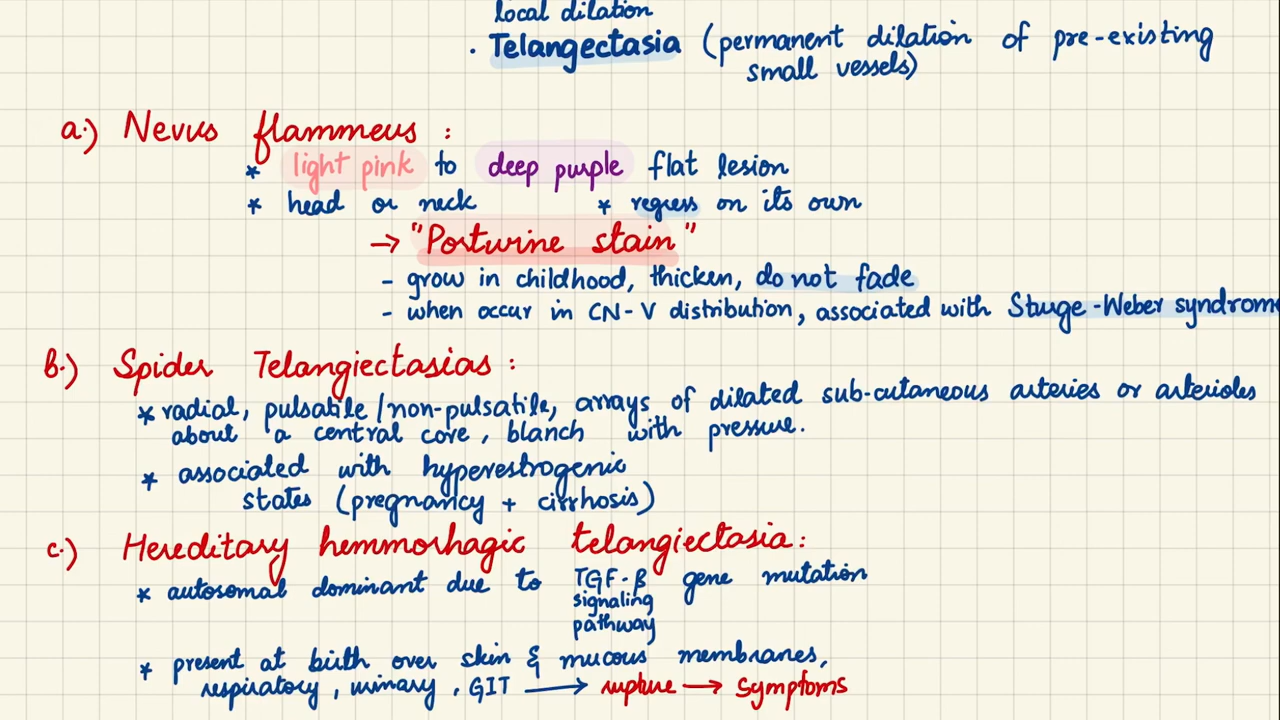 local dilation
· Telangectasia (permanent dilation of pre-existing
small vessels)
a.) Nevus flammeus :
* light pink to deep purple flat lesion
* head or neck * regress on its own
→ "Portwine stain"
- grow in childhood, thicken, do not fade
- when occur in CN-V distribution, associated with Stuge-Weber syndrome
b.) Spider Telangiectasias :
* radial, pulsatile/non-pulsatile, arrays of dilated sub-cutaneous arteries or arterioles
about a central core, blanch with pressure.
* associated with hyperestrogenic
states (pregnancy + cirrhosis)
c.) Hereditary hemmorhagic telangiectasia :
* autosomal dominant due to TGF-β gene mutation
signaling
pathway
* present at birth over skin & mucous membranes,
respiratory, urinary, GIT → rupture → symptoms